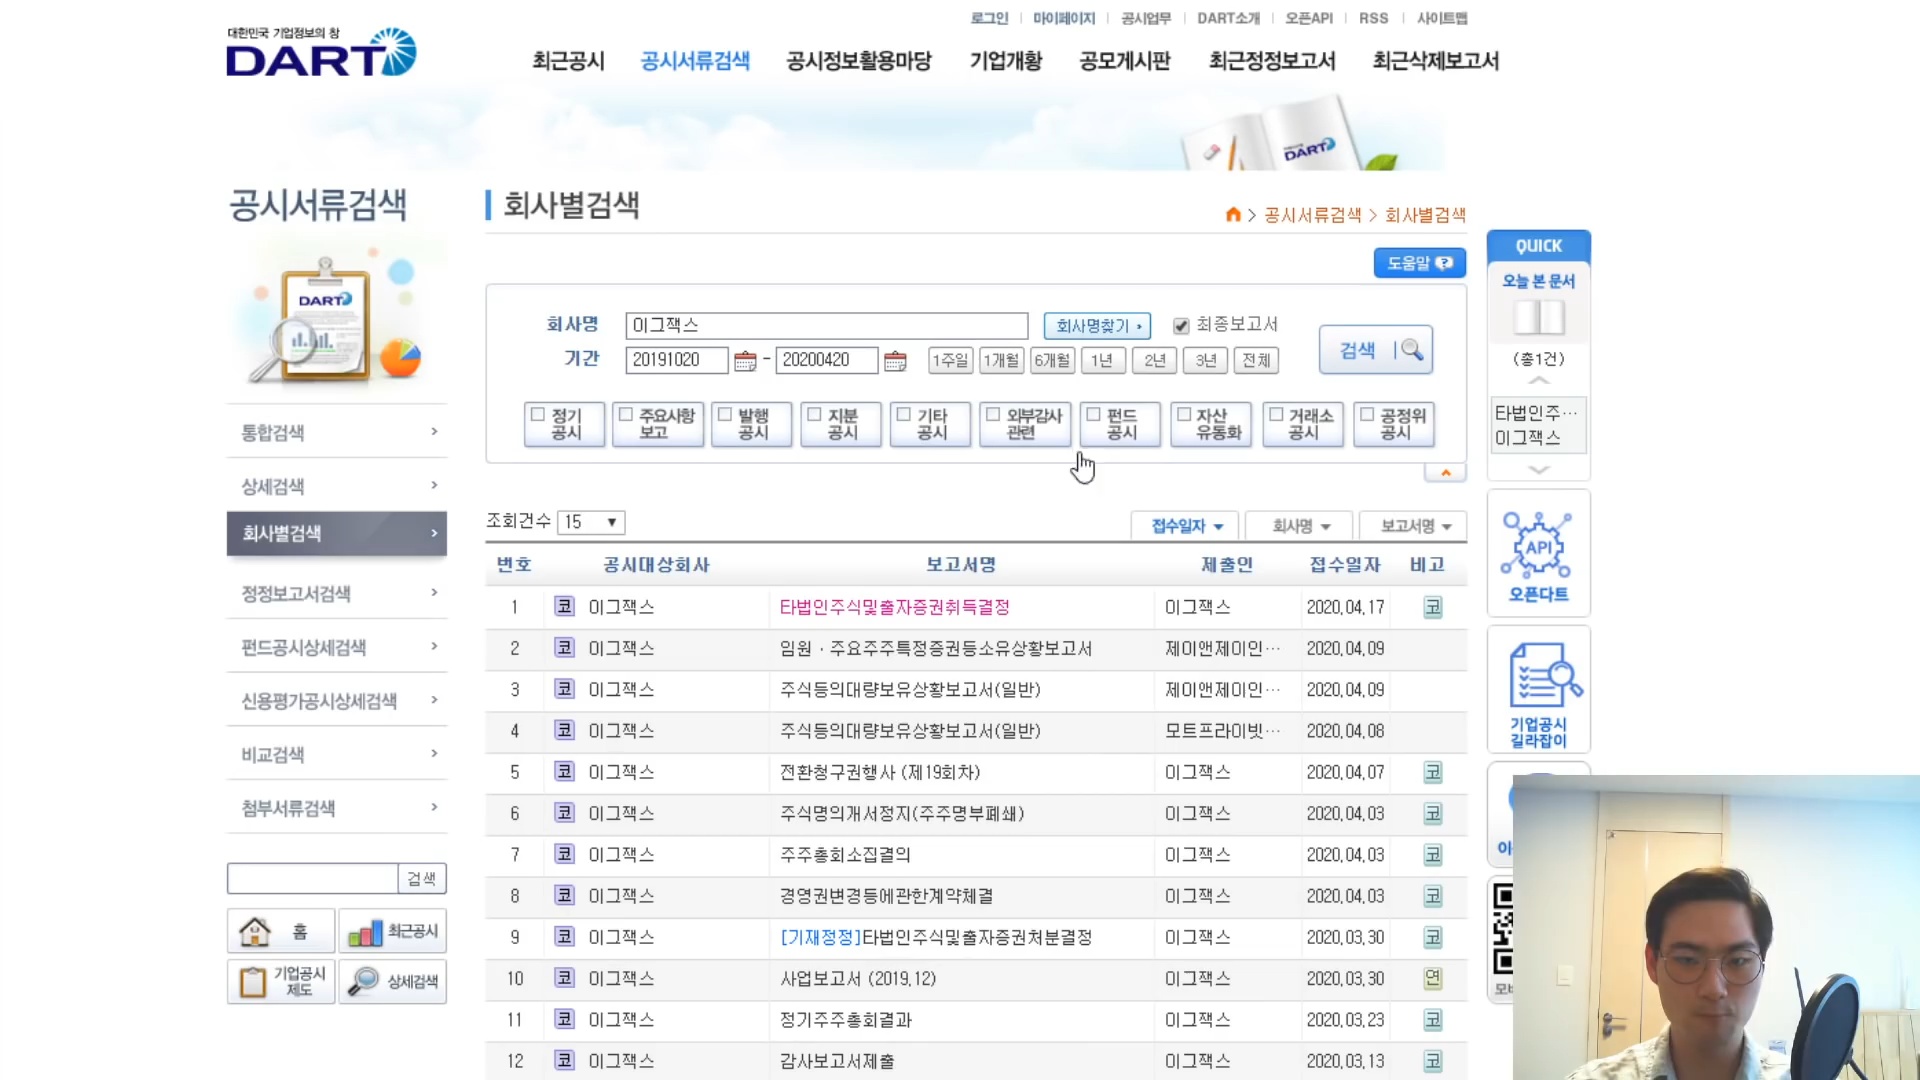 로그인 마이페이지 공시업무 DART소개 오픈API RSS 사이트맵
대한민국 기업정보의 창
DART
최근공시 공시서류검색 공시정보활용마당 기업개황 공모게시판 최근정정보고서 최근삭제보고서
DART
공시서류검색
DART
통합검색
상세검색
회사별검색
정정보고서검색
펀드공시상세검색
신용평가공시상세검색
비교검색
첨부서류검색
검색
홈 최근공시
기업공시
제도
상세검색
회사별검색
> 공시서류검색 > 회사별검색
도움말 ?
회사명 이그잭스 회사명찾기 최종보고서
기간 20191020 - 20200420 1주일 1개월 6개월 1년 2년 3년 전체
검색
정기
공시
주요사항
보고
발행
공시
지분
공시
기타
공시
외부감사
관련
펀드
공시
자산
유동화
거래소
공시
공정위
공시
조회건수 15 ▼
접수일자 ▼ 회사명 ▼ 보고서명 ▼
번호 공시대상회사 보고서명 제출인 접수일자 비고
1 코 이그잭스 타법인주식및출자증권취득결정 이그잭스 2020.04.17 코
2 코 이그잭스 임원ㆍ주요주주특정증권등소유상황보고서 제이앤제이인… 2020.04.09
3 코 이그잭스 주식등의대량보유상황보고서(일반) 제이앤제이인… 2020.04.09
4 코 이그잭스 주식등의대량보유상황보고서(일반) 모트프라이빗… 2020.04.08
5 코 이그잭스 전환청구권행사 (제19회차) 이그잭스 2020.04.07 코
6 코 이그잭스 주식명의개서정지(주주명부폐쇄) 이그잭스 2020.04.03 코
7 코 이그잭스 주주총회소집결의 이그잭스 2020.04.03 코
8 코 이그잭스 경영권변경등에관한계약체결 이그잭스 2020.04.03 코
9 코 이그잭스 [기재정정]타법인주식및출자증권처분결정 이그잭스 2020.03.30 코
10 코 이그잭스 사업보고서 (2019.12) 이그잭스 2020.03.30 연
11 코 이그잭스 정기주주총회결과 이그잭스 2020.03.23 코
12 코 이그잭스 감사보고서제출 이그잭스 2020.03.13 코
QUICK
오늘 본 문서
(총1건)
타법인주…
이그잭스
API
오픈다트
기업공시
길라잡이